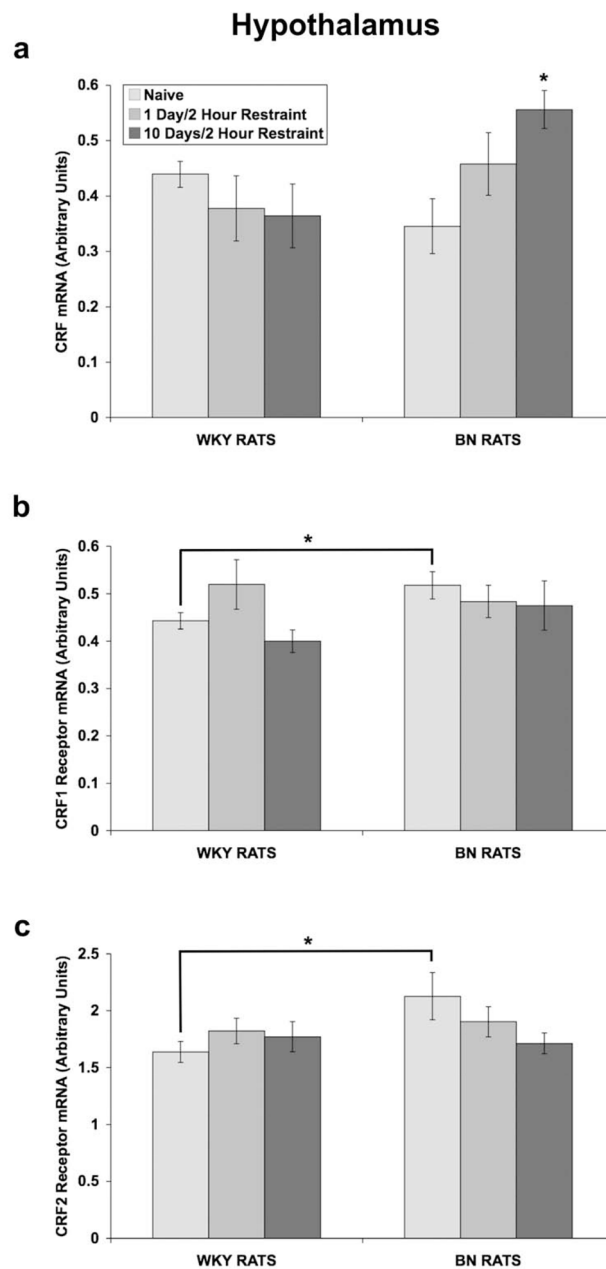 Hypothalamus
a
CRF mRNA (Arbitrary Units)
0.6
0.5
0.4
0.3
0.2
0.1
0
Naive
1 Day/2 Hour Restraint
10 Days/2 Hour Restraint
*
WKY RATS
BN RATS
b
CRF1 Receptor mRNA (Arbitrary Units)
0.6
0.5
0.4
0.3
0.2
0.1
0
*
WKY RATS
BN RATS
c
CRF2 Receptor mRNA (Arbitrary Units)
2.5
2
1.5
1
0.5
0
*
WKY RATS
BN RATS